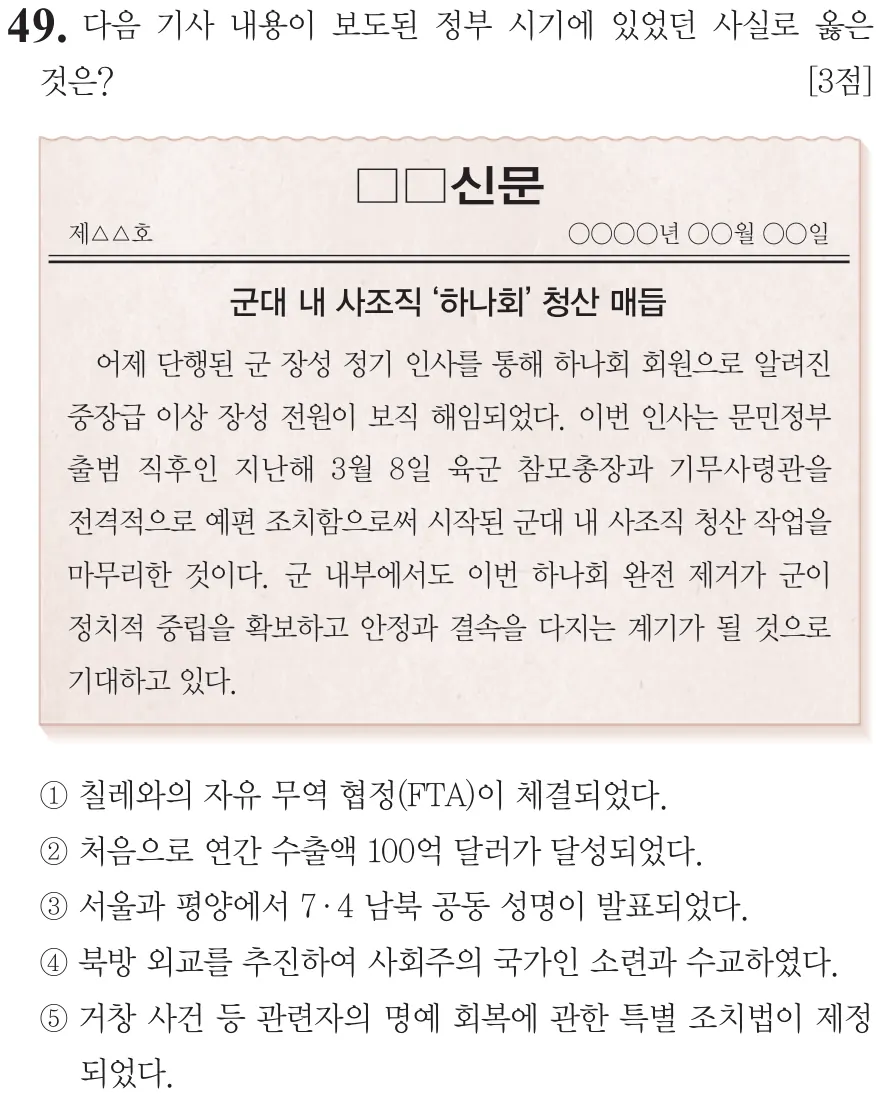 49. 다음 기사 내용이 보도된 정부 시기에 있었던 사실로 옳은
것은? [3점]
□□신문
제△△호 ○○○○년 ○○월 ○○일
군대 내 사조직 ‘하나회’ 청산 매듭
어제 단행된 군 장성 정기 인사를 통해 하나회 회원으로 알려진
중장급 이상 장성 전원이 보직 해임되었다. 이번 인사는 문민정부
출범 직후인 지난해 3월 8일 육군 참모총장과 기무사령관을
전격적으로 예편 조치함으로써 시작된 군대 내 사조직 청산 작업을
마무리한 것이다. 군 내부에서도 이번 하나회 완전 제거가 군이
정치적 중립을 확보하고 안정과 결속을 다지는 계기가 될 것으로
기대하고 있다.
① 칠레와의 자유 무역 협정(FTA)이 체결되었다.
② 처음으로 연간 수출액 100억 달러가 달성되었다.
③ 서울과 평양에서 7·4 남북 공동 성명이 발표되었다.
④ 북방 외교를 추진하여 사회주의 국가인 소련과 수교하였다.
⑤ 거창 사건 등 관련자의 명예 회복에 관한 특별 조치법이 제정
되었다.